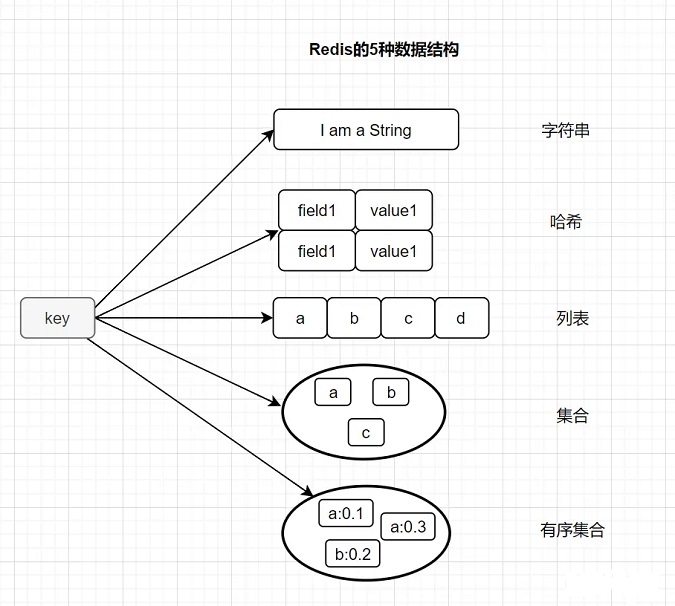 Redis的5种数据结构
I am a String
字符串
field1 value1
哈希
field1 value1
key
a b c d
列表
a b
c
集合
a:0.1
a:0.3
b:0.2
有序集合